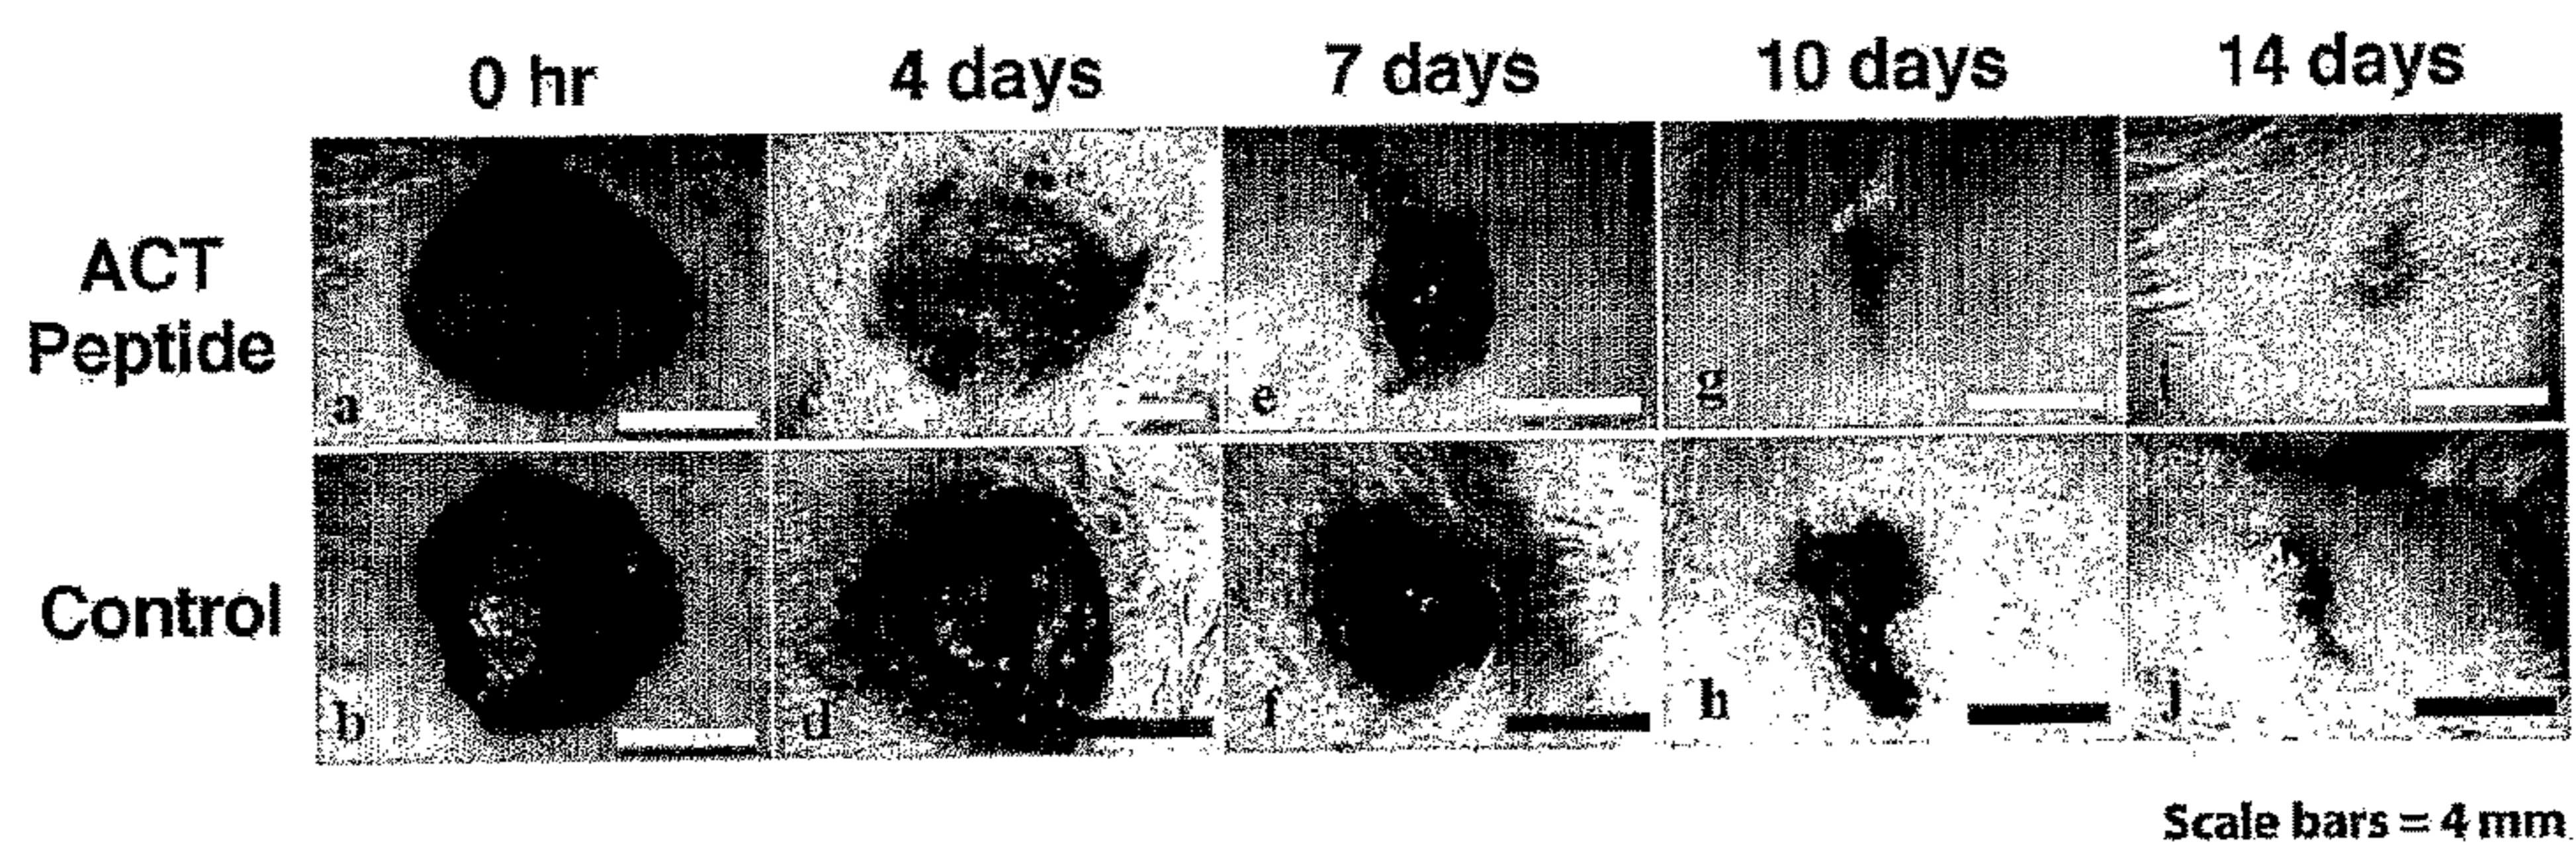 0 hr 4 days 7 days 10 days 14 days
ACT
Peptide
a c e g i
Control
b d f h j
Scale bars = 4 mm